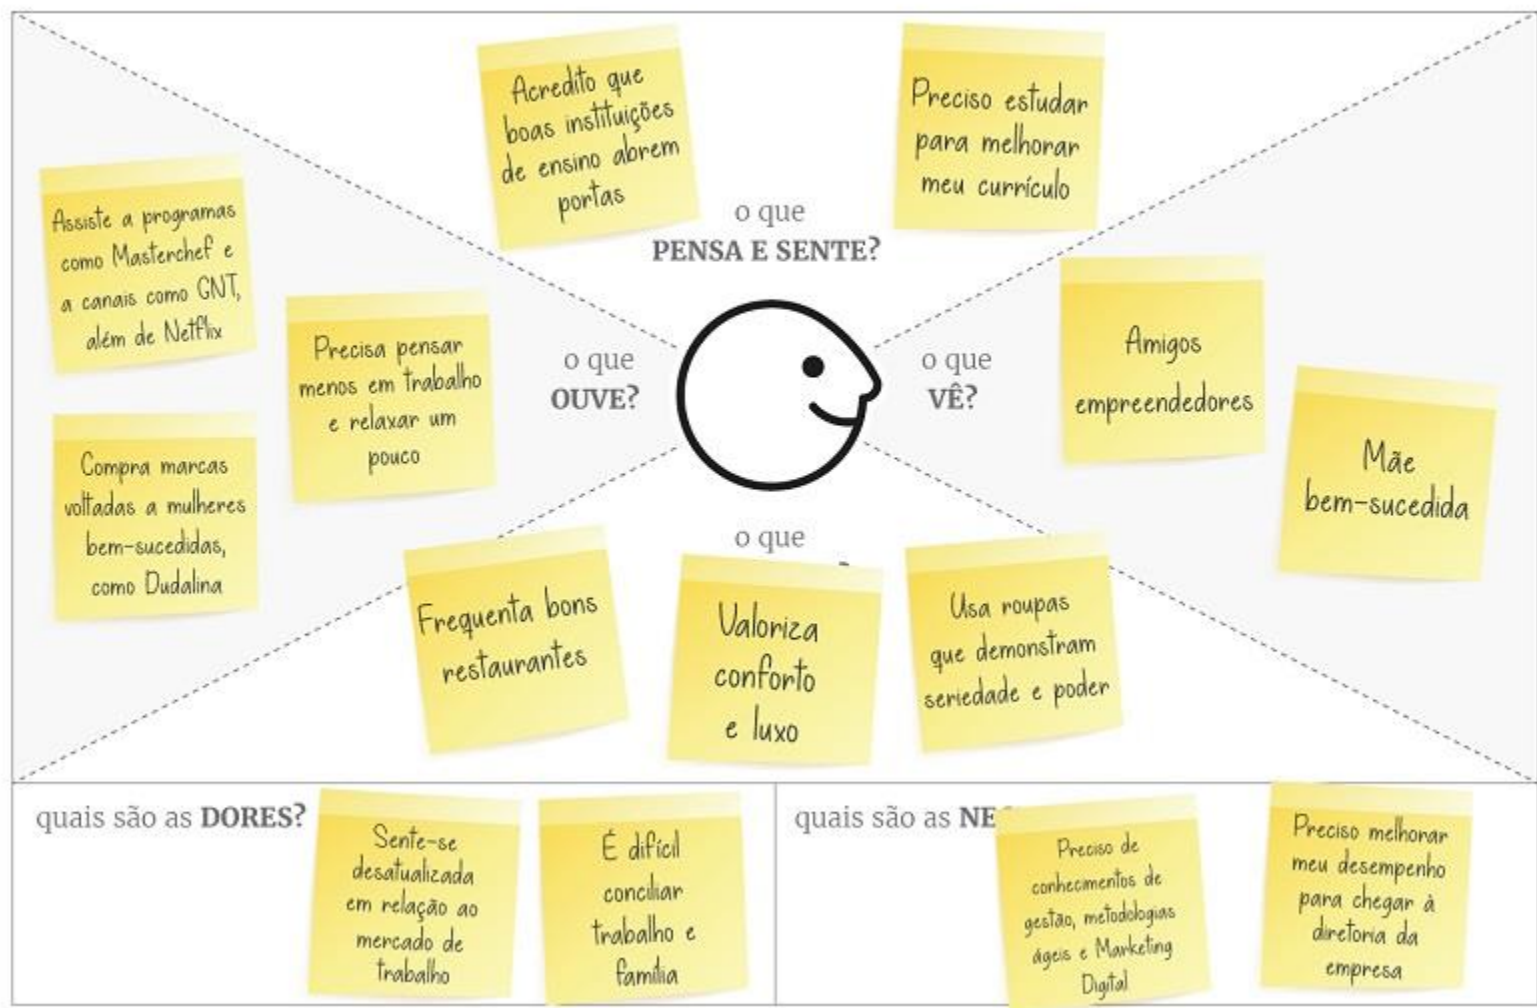 Acredito que
boas instituições
de ensino abrem
portas
Preciso estudar
para melhorar
meu currículo
o que
PENSA E SENTE?
Assiste a programas
como Masterchef e
a canais como GNT,
além de Netflix
Precisa pensar
menos em trabalho
e relaxar um
pouco
Compra marcas
voltadas a mulheres
bem-sucedidas,
como Dudalina
o que
OUVE?
o que
VÊ?
Amigos
empreendedores
Mãe
bem-sucedida
o que
Frequenta bons
restaurantes
Valoriza
conforto
e luxo
Usa roupas
que demonstram
seriedade e poder
quais são as DORES?
Sente-se
desatualizada
em relação ao
mercado de
trabalho
É difícil
conciliar
trabalho e
família
quais são as
Preciso de
conhecimentos de
gestão, metodologias
ágeis e Marketing
Digital
Preciso melhorar
meu desempenho
para chegar à
diretoria da
empresa